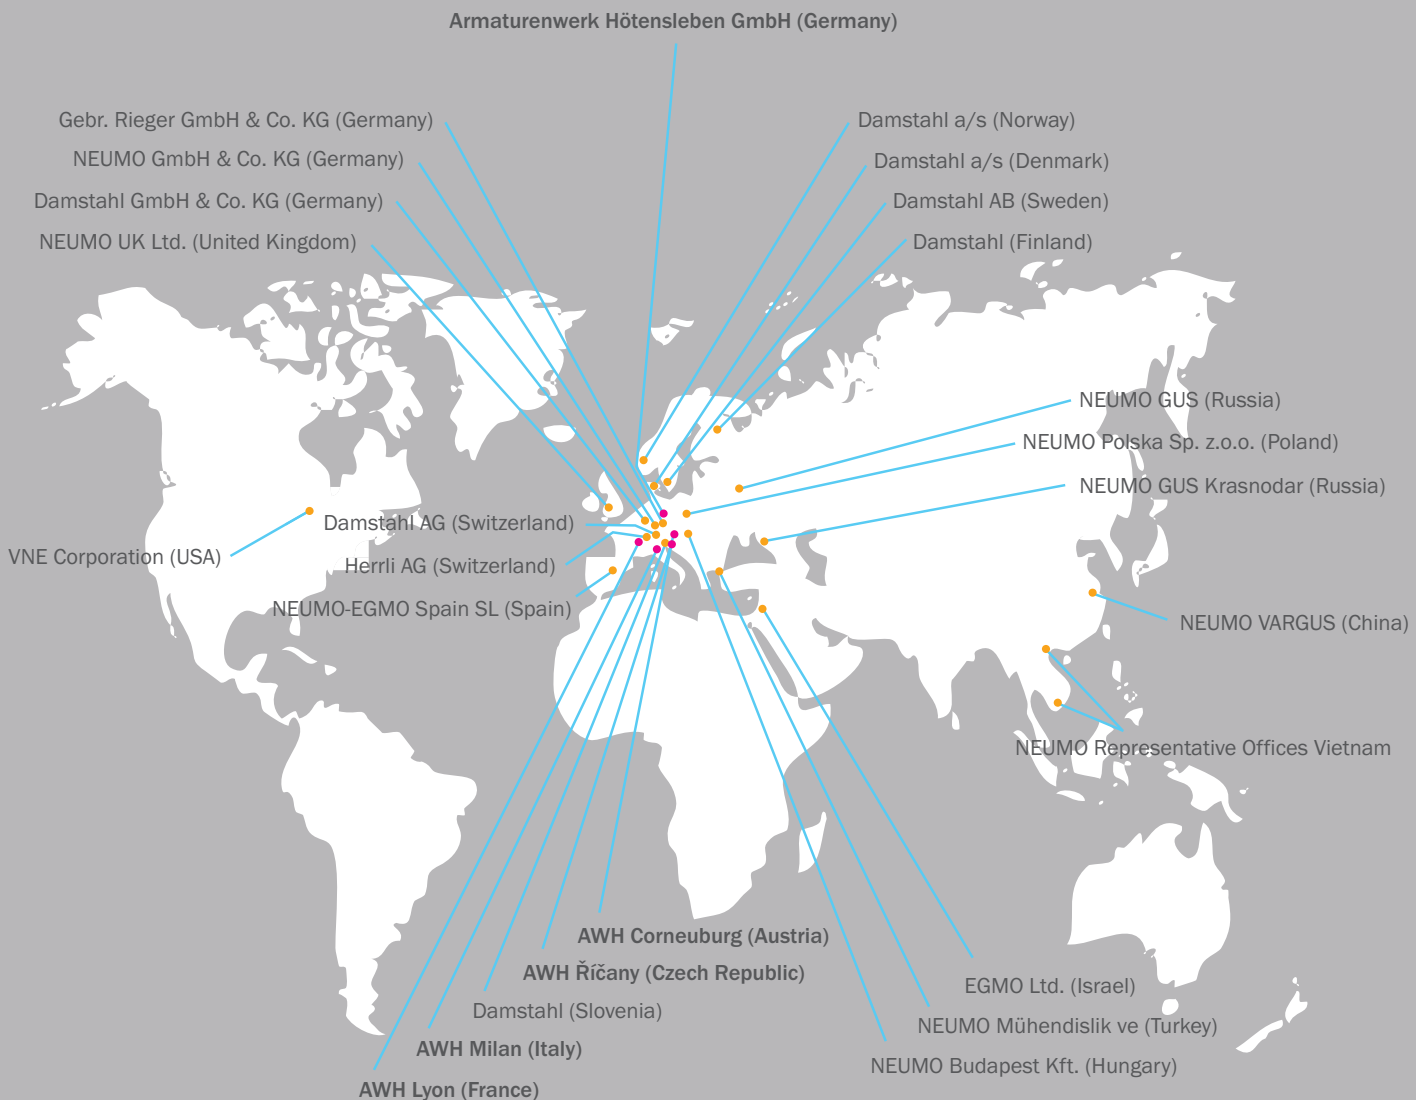 Armaturenwerk Hötensleben GmbH (Germany)
Gebr. Rieger GmbH & Co. KG (Germany)
NEUMO GmbH & Co. KG (Germany)
Damstahl GmbH & Co. KG (Germany)
NEUMO UK Ltd. (United Kingdom)
Damstahl a/s (Norway)
Damstahl a/s (Denmark)
Damstahl AB (Sweden)
Damstahl (Finland)
NEUMO GUS (Russia)
NEUMO Polska Sp. z.o.o. (Poland)
NEUMO GUS Krasnodar (Russia)
Damstahl AG (Switzerland)
VNE Corporation (USA)
Herrli AG (Switzerland)
NEUMO-EGMO Spain SL (Spain)
NEUMO VARGUS (China)
NEUMO Representative Offices Vietnam
AWH Corneuburg (Austria)
AWH Říčany (Czech Republic)
Damstahl (Slovenia)
AWH Milan (Italy)
AWH Lyon (France)
EGMO Ltd. (Israel)
NEUMO Mühendislik ve (Turkey)
NEUMO Budapest Kft. (Hungary)